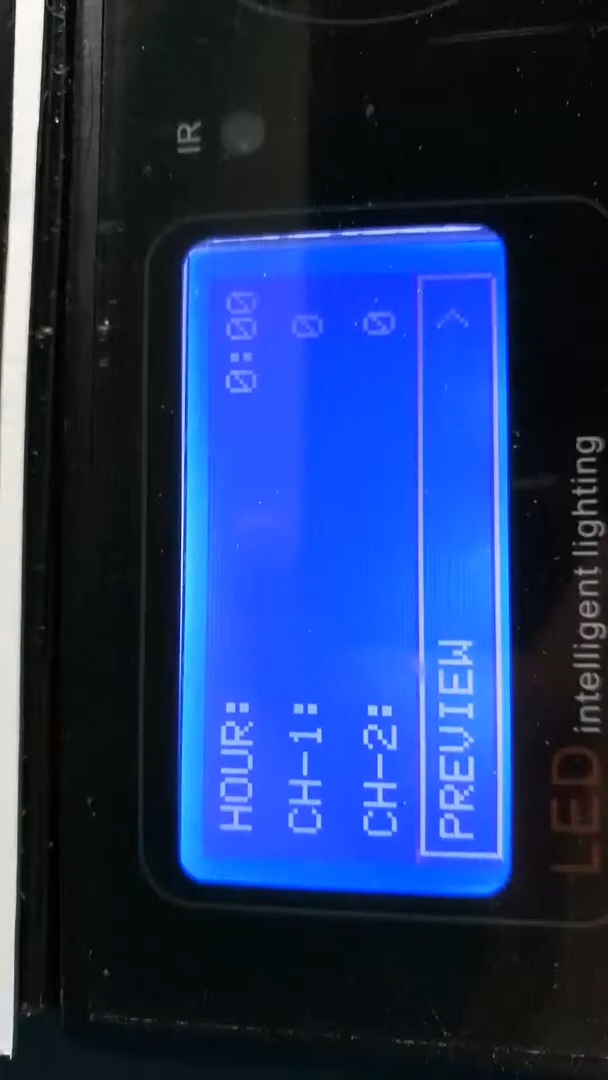 IR
HOUR: 0:00
CH-1: 0
CH-2: 0
PREVIEW >
LED intelligent lighting